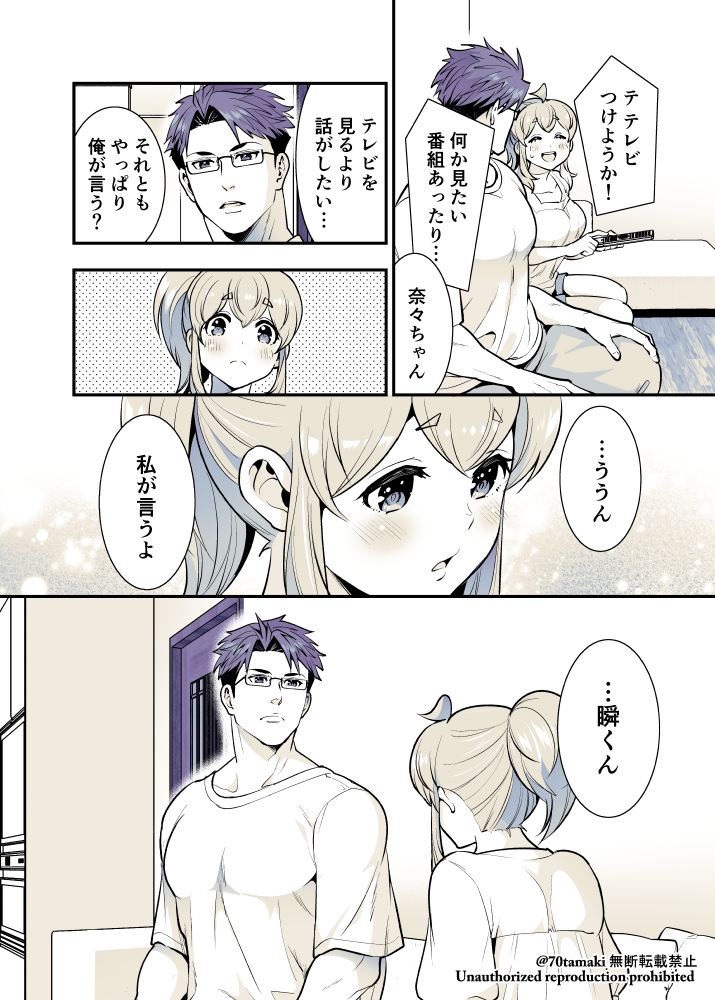 テテレビ
つけようか！
何か見たい
番組あったり…
奈々ちゃん
テレビを
見るより
話がしたい…
それとも
やっぱり
俺が言う？
…ううん
私が言うよ
…瞬くん
@70tamaki 無断転載禁止
Unauthorized reproduction prohibited